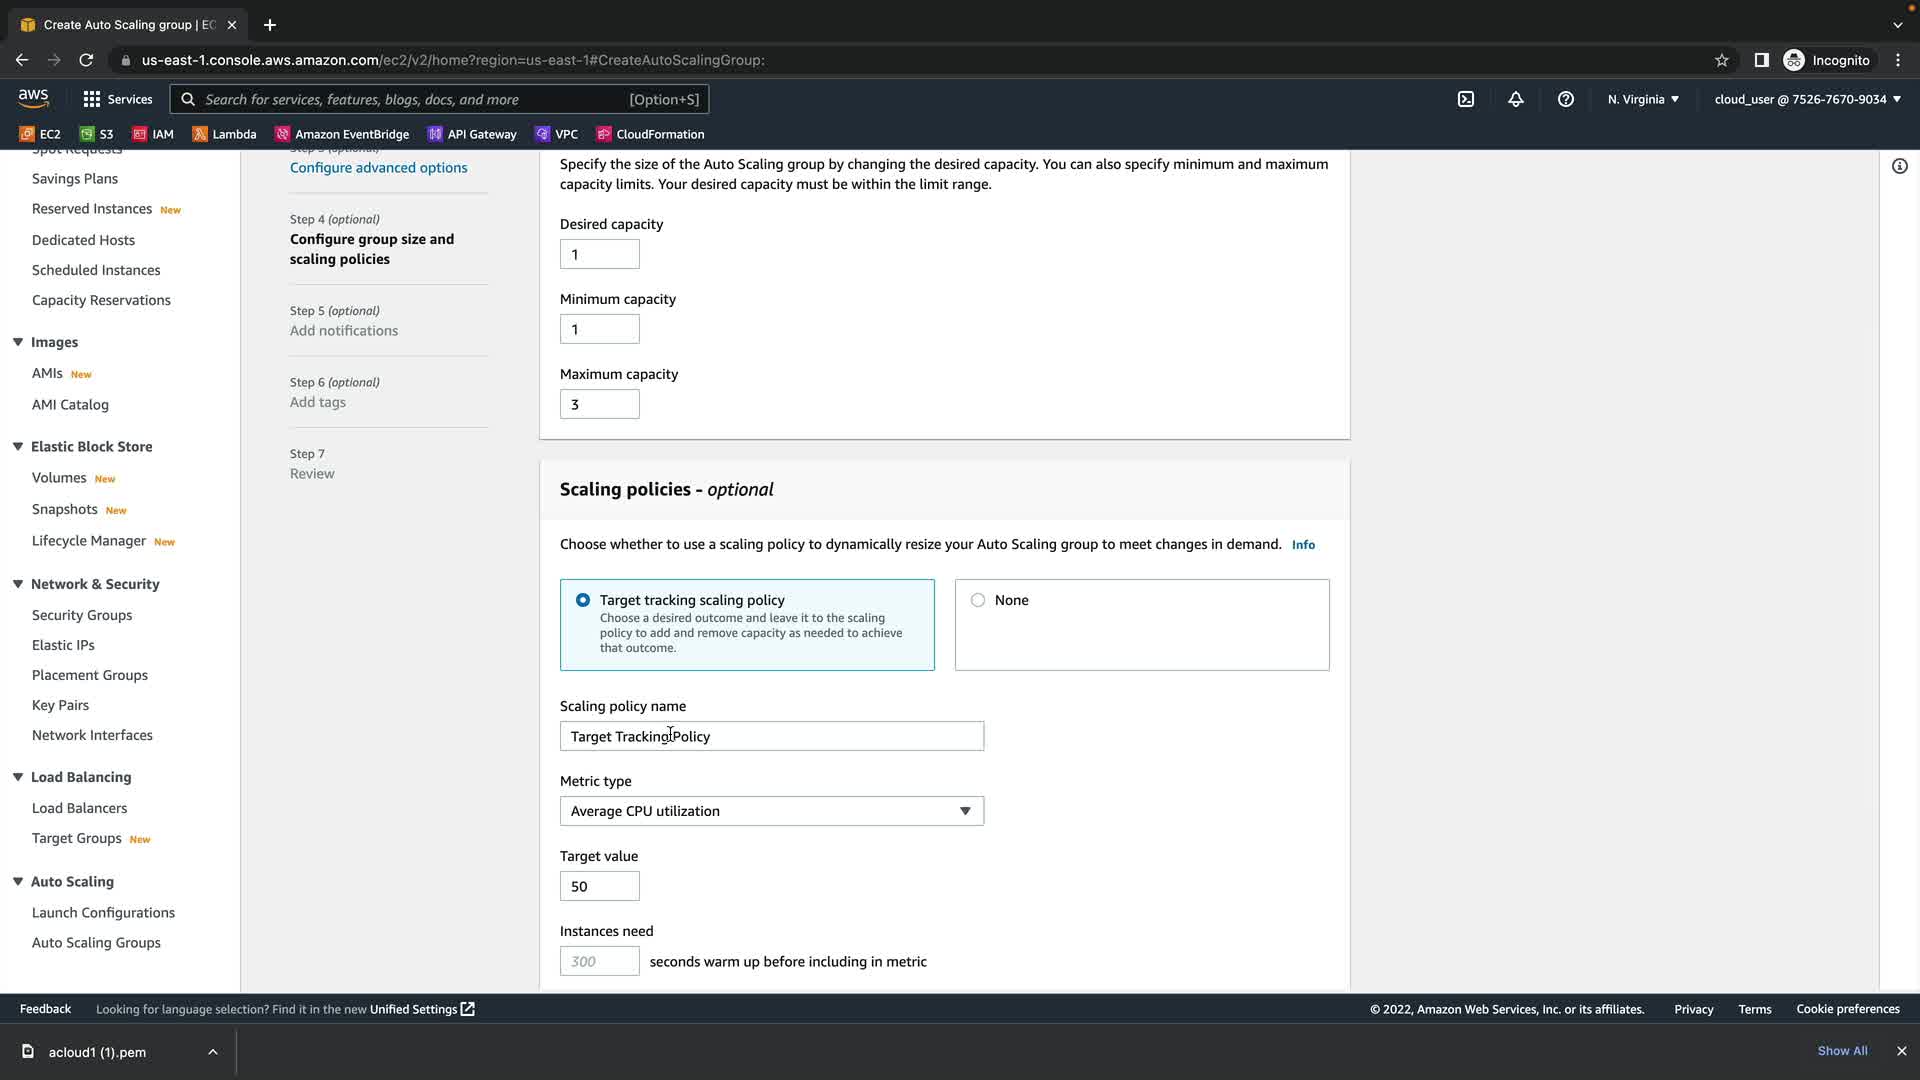 Create Auto Scaling group | EC
us-east-1.console.aws.amazon.com/ec2/v2/home?region=us-east-1#CreateAutoScalingGroup:
Incognito
aws
Services
Search for services, features, blogs, docs, and more
[Option+S]
N. Virginia
cloud_user @ 7526-7670-9034
EC2
S3
IAM
Lambda
Amazon EventBridge
API Gateway
VPC
CloudFormation
Spot Requests
Savings Plans
Reserved Instances New
Dedicated Hosts
Scheduled Instances
Capacity Reservations
Images
AMIs New
AMI Catalog
Elastic Block Store
Volumes New
Snapshots New
Lifecycle Manager New
Network & Security
Security Groups
Elastic IPs
Placement Groups
Key Pairs
Network Interfaces
Load Balancing
Load Balancers
Target Groups New
Auto Scaling
Launch Configurations
Auto Scaling Groups
Step 3 (optional)
Configure advanced options
Step 4 (optional)
Configure group size and
scaling policies
Step 5 (optional)
Add notifications
Step 6 (optional)
Add tags
Step 7
Review
Specify the size of the Auto Scaling group by changing the desired capacity. You can also specify minimum and maximum
capacity limits. Your desired capacity must be within the limit range.
Desired capacity
1
Minimum capacity
1
Maximum capacity
3
Scaling policies - optional
Choose whether to use a scaling policy to dynamically resize your Auto Scaling group to meet changes in demand. Info
Target tracking scaling policy
Choose a desired outcome and leave it to the scaling
policy to add and remove capacity as needed to achieve
that outcome.
None
Scaling policy name
Target Tracking Policy
Metric type
Average CPU utilization
Target value
50
Instances need
300 seconds warm up before including in metric
Feedback
Looking for language selection? Find it in the new Unified Settings
© 2022, Amazon Web Services, Inc. or its affiliates.
Privacy
Terms
Cookie preferences
acloud1 (1).pem
Show All